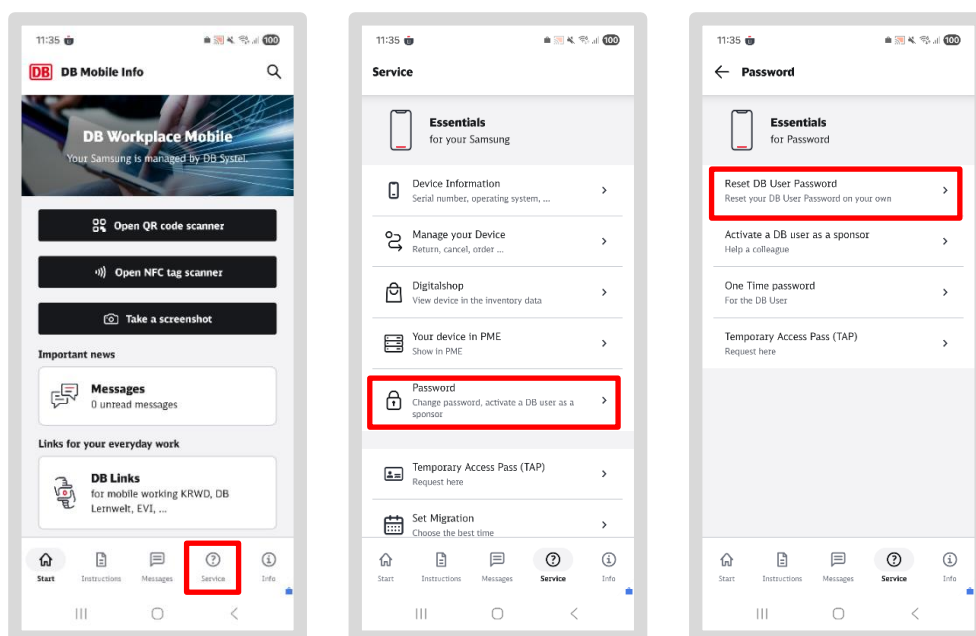 11:35
100
DB DB Mobile Info
DB Workplace Mobile
Your Samsung is managed by DB Systel.
Open QR code scanner
Open NFC tag scanner
Take a screenshot
Important news
Messages
0 unread messages
Links for your everyday work
DB Links
for mobile working KRWD, DB
Lernwelt, EVI, ...
Start Instructions Messages Service Info
11:35
100
Service
Essentials
for your Samsung
Device Information
Serial number, operating system, ...
Manage your Device
Return, cancel, order ...
Digitalshop
View device in the inventory data
Your device in PME
Show in PME
Password
Change password, activate a DB user as a
sponsor
Temporary Access Pass (TAP)
Request here
Set Migration
Choose the best time
Start Instructions Messages Service Info
11:35
100
Password
Essentials
for Password
Reset DB User Password
Reset your DB User Password on your own
Activate a DB user as a sponsor
Help a colleague
One Time password
For the DB User
Temporary Access Pass (TAP)
Request here
Start Instructions Messages Service Info